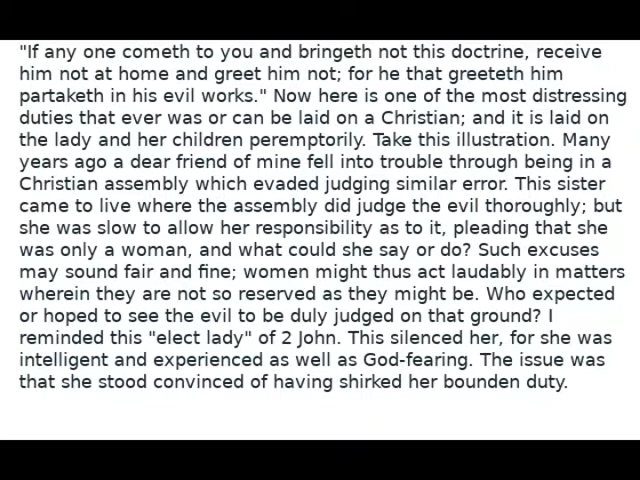 "If any one cometh to you and bringeth not this doctrine, receive
him not at home and greet him not; for he that greeteth him
partaketh in his evil works." Now here is one of the most distressing
duties that ever was or can be laid on a Christian; and it is laid on
the lady and her children peremptorily. Take this illustration. Many
years ago a dear friend of mine fell into trouble through being in a
Christian assembly which evaded judging similar error. This sister
came to live where the assembly did judge the evil thoroughly; but
she was slow to allow her responsibility as to it, pleading that she
was only a woman, and what could she say or do? Such excuses
may sound fair and fine; women might thus act laudably in matters
wherein they are not so reserved as they might be. Who expected
or hoped to see the evil to be duly judged on that ground? I
reminded this "elect lady" of 2 John. This silenced her, for she was
intelligent and experienced as well as God-fearing. The issue was
that she stood convinced of having shirked her bounden duty.